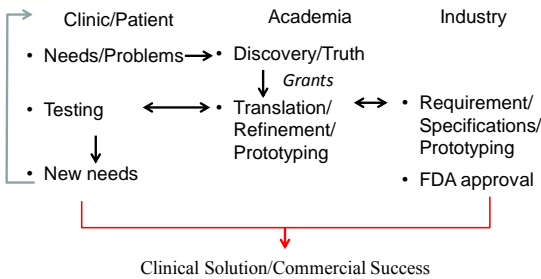 Clinic/Patient
Academia
Industry
• Needs/Problems
• Discovery/Truth
Grants
• Testing
• Translation/
Refinement/
Prototyping
• Requirement/
Specifications/
Prototyping
• New needs
• FDA approval
Clinical Solution/Commercial Success